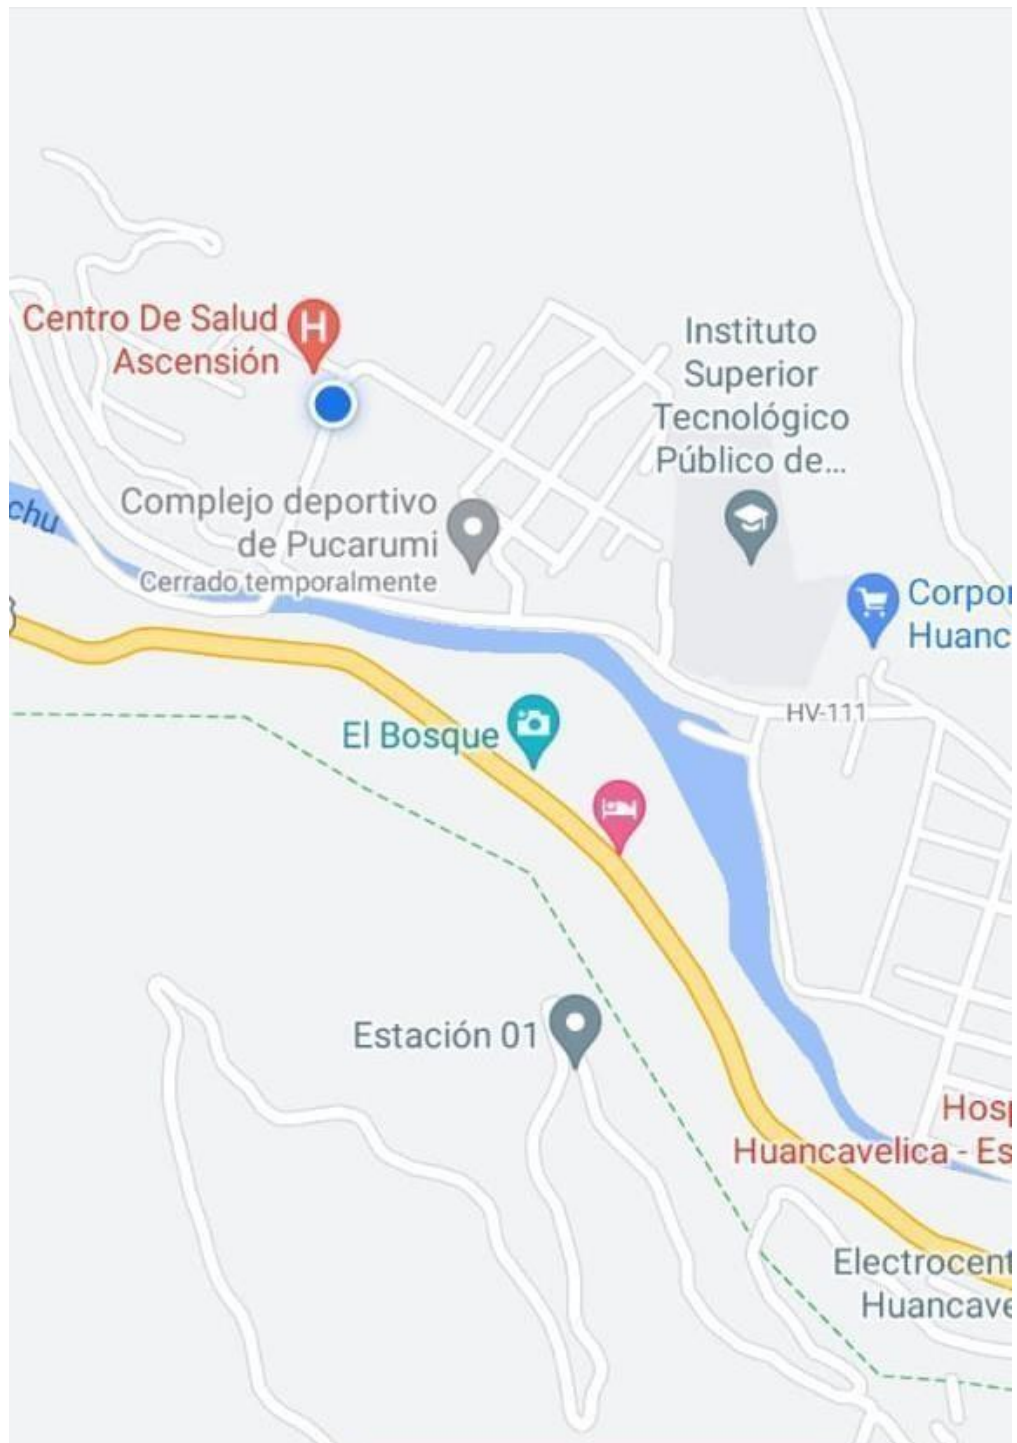 Centro De Salud
Ascensión
H
Instituto
Superior
Tecnológico
Público de...
chu
Complejo deportivo
de Pucarumi
Cerrado temporalmente
Corpor
Huanc
HV-111
El Bosque
Estación 01
Hosp
Huancavelica - Es
Electrocent
Huancave